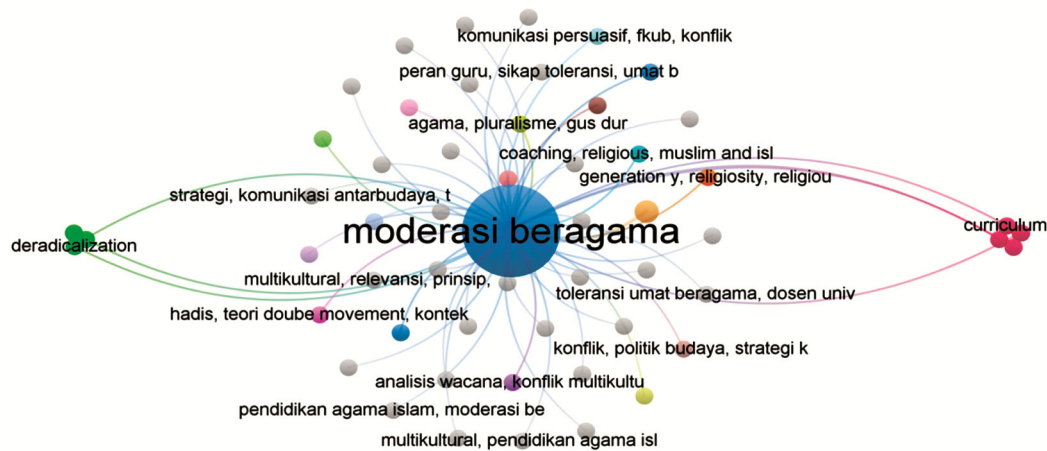 komunikasi persuasif, fkub, konflik
peran guru, sikap toleransi, umat b
agama, pluralisme, gus dur
coaching, religious, muslim and isl
generation y, religiosity, religiou
strategi, komunikasi antarbudaya, t
moderasi beragama
curriculum
deradicalization
multikultural, relevansi, prinsip,
toleransi umat beragama, dosen univ
hadis, teori doube movement, kontek
konflik, politik budaya, strategi k
analisis wacana, konflik multikultu
pendidikan agama islam, moderasi be
multikultural, pendidikan agama isl